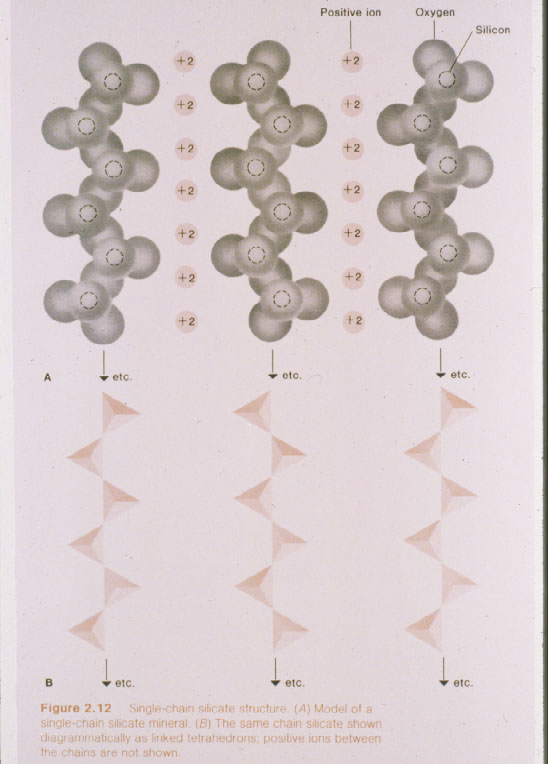 Positive ion
Oxygen
Silicon
+2 +2
+2 +2
+2 +2
+2 +2
+2 +2
+2 +2
+2 +2
A etc. etc. etc.
B etc. etc. etc.
Figure 2.12 Single-chain silicate structure. (A) Model of a
single-chain silicate mineral. (B) The same chain silicate shown
diagrammatically as linked tetrahedrons; positive ions between
the chains are not shown.